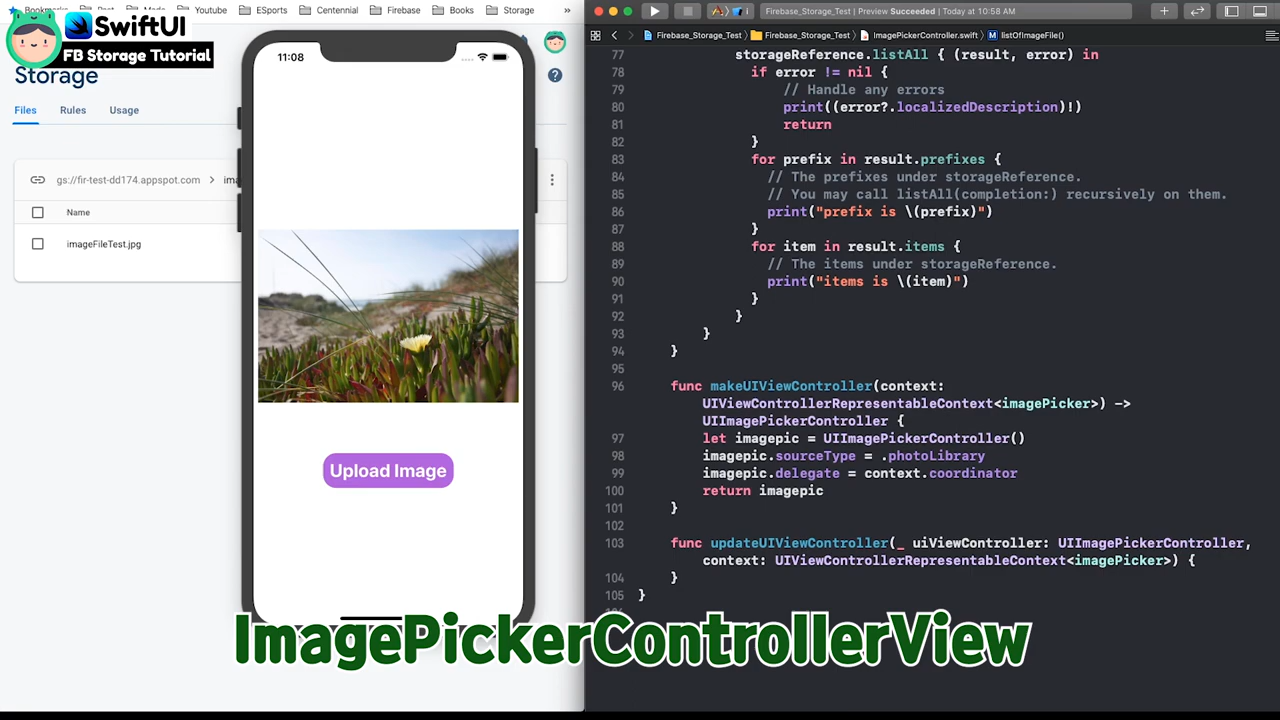 Bookmarks
Youtube
ESports
Centennial
Firebase
Books
Storage
»
SwiftUI
FB Storage Tutorial
Storage
Files
Rules
Usage
gs://fir-test-dd174.appspot.com > ima
Name
imageFileTest.jpg
11:08
Upload Image
Firebase_Storage_Test | Preview Succeeded | Today at 10:58 AM
Firebase_Storage_Test > Firebase_Storage_Test > ImagePickerController.swift > listOfImageFile()
77 storageReference.listAll { (result, error) in
78 if error != nil {
79 // Handle any errors
80 print((error?.localizedDescription)!)
81 return
82 }
83 for prefix in result.prefixes {
84 // The prefixes under storageReference.
85 // You may call listAll(completion:) recursively on them.
86 print("prefix is \(prefix)")
87 }
88 for item in result.items {
89 // The items under storageReference.
90 print("items is \(item)")
91 }
92 }
93 }
94 }
95
96 func makeUIViewController(context:
UIViewControllerRepresentableContext<imagePicker>) ->
UIImagePickerController {
97 let imagepic = UIImagePickerController()
98 imagepic.sourceType = .photoLibrary
99 imagepic.delegate = context.coordinator
100 return imagepic
101 }
102
103 func updateUIViewController(_ uiViewController: UIImagePickerController,
context: UIViewControllerRepresentableContext<imagePicker>) {
104 }
105 }
ImagePickerControllerView